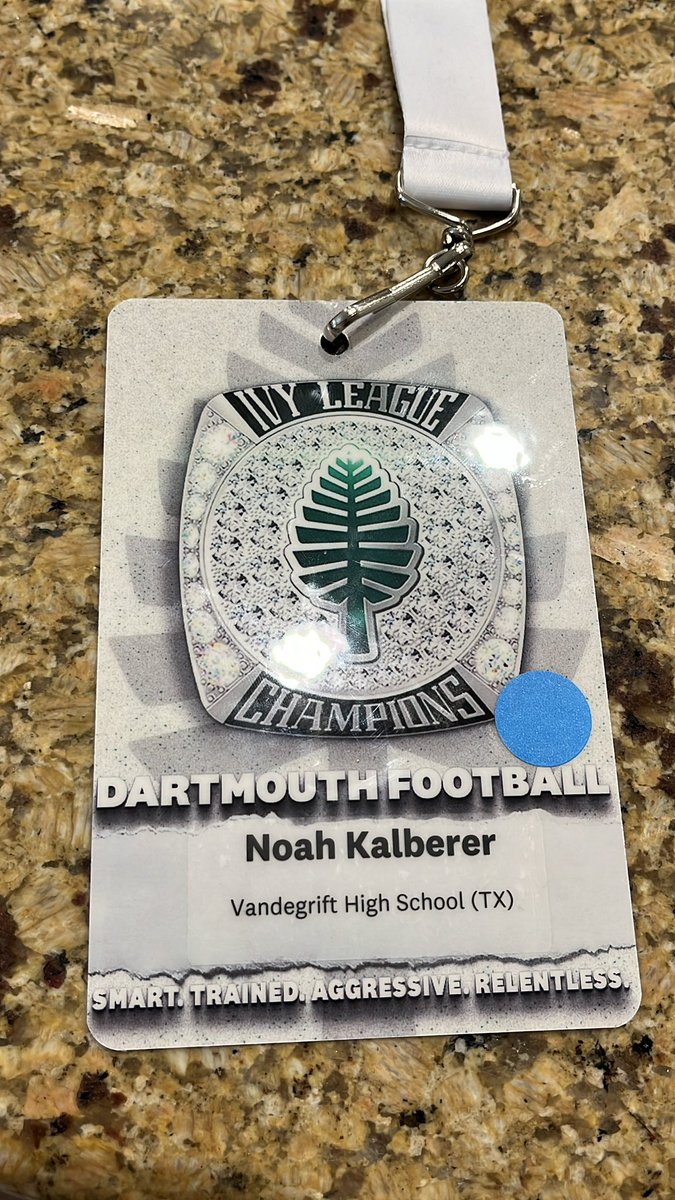 IVY LEAGUE
CHAMPIONS
DARTMOUTH FOOTBALL
Noah Kalberer
Vandegrift High School (TX)
SMART. TRAINED. AGGRESSIVE. RELENTLESS.